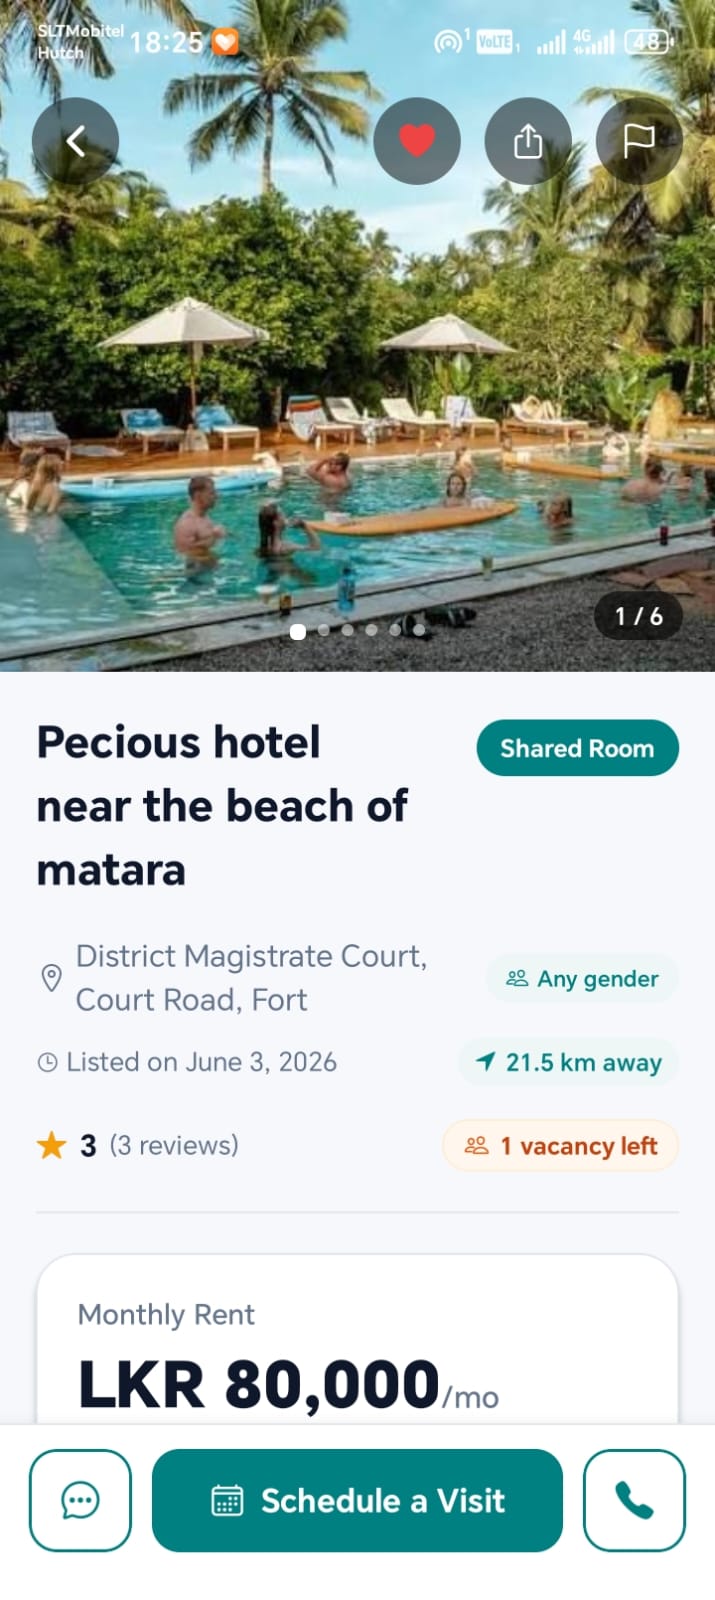 SLTMobitel
Hutch
18:25
1
VoLTE 1
4G
48
1 / 6
Pecious hotel
near the beach of
matara
Shared Room
District Magistrate Court,
Court Road, Fort
Any gender
Listed on June 3, 2026
21.5 km away
3 (3 reviews)
1 vacancy left
Monthly Rent
LKR 80,000/mo
Schedule a Visit